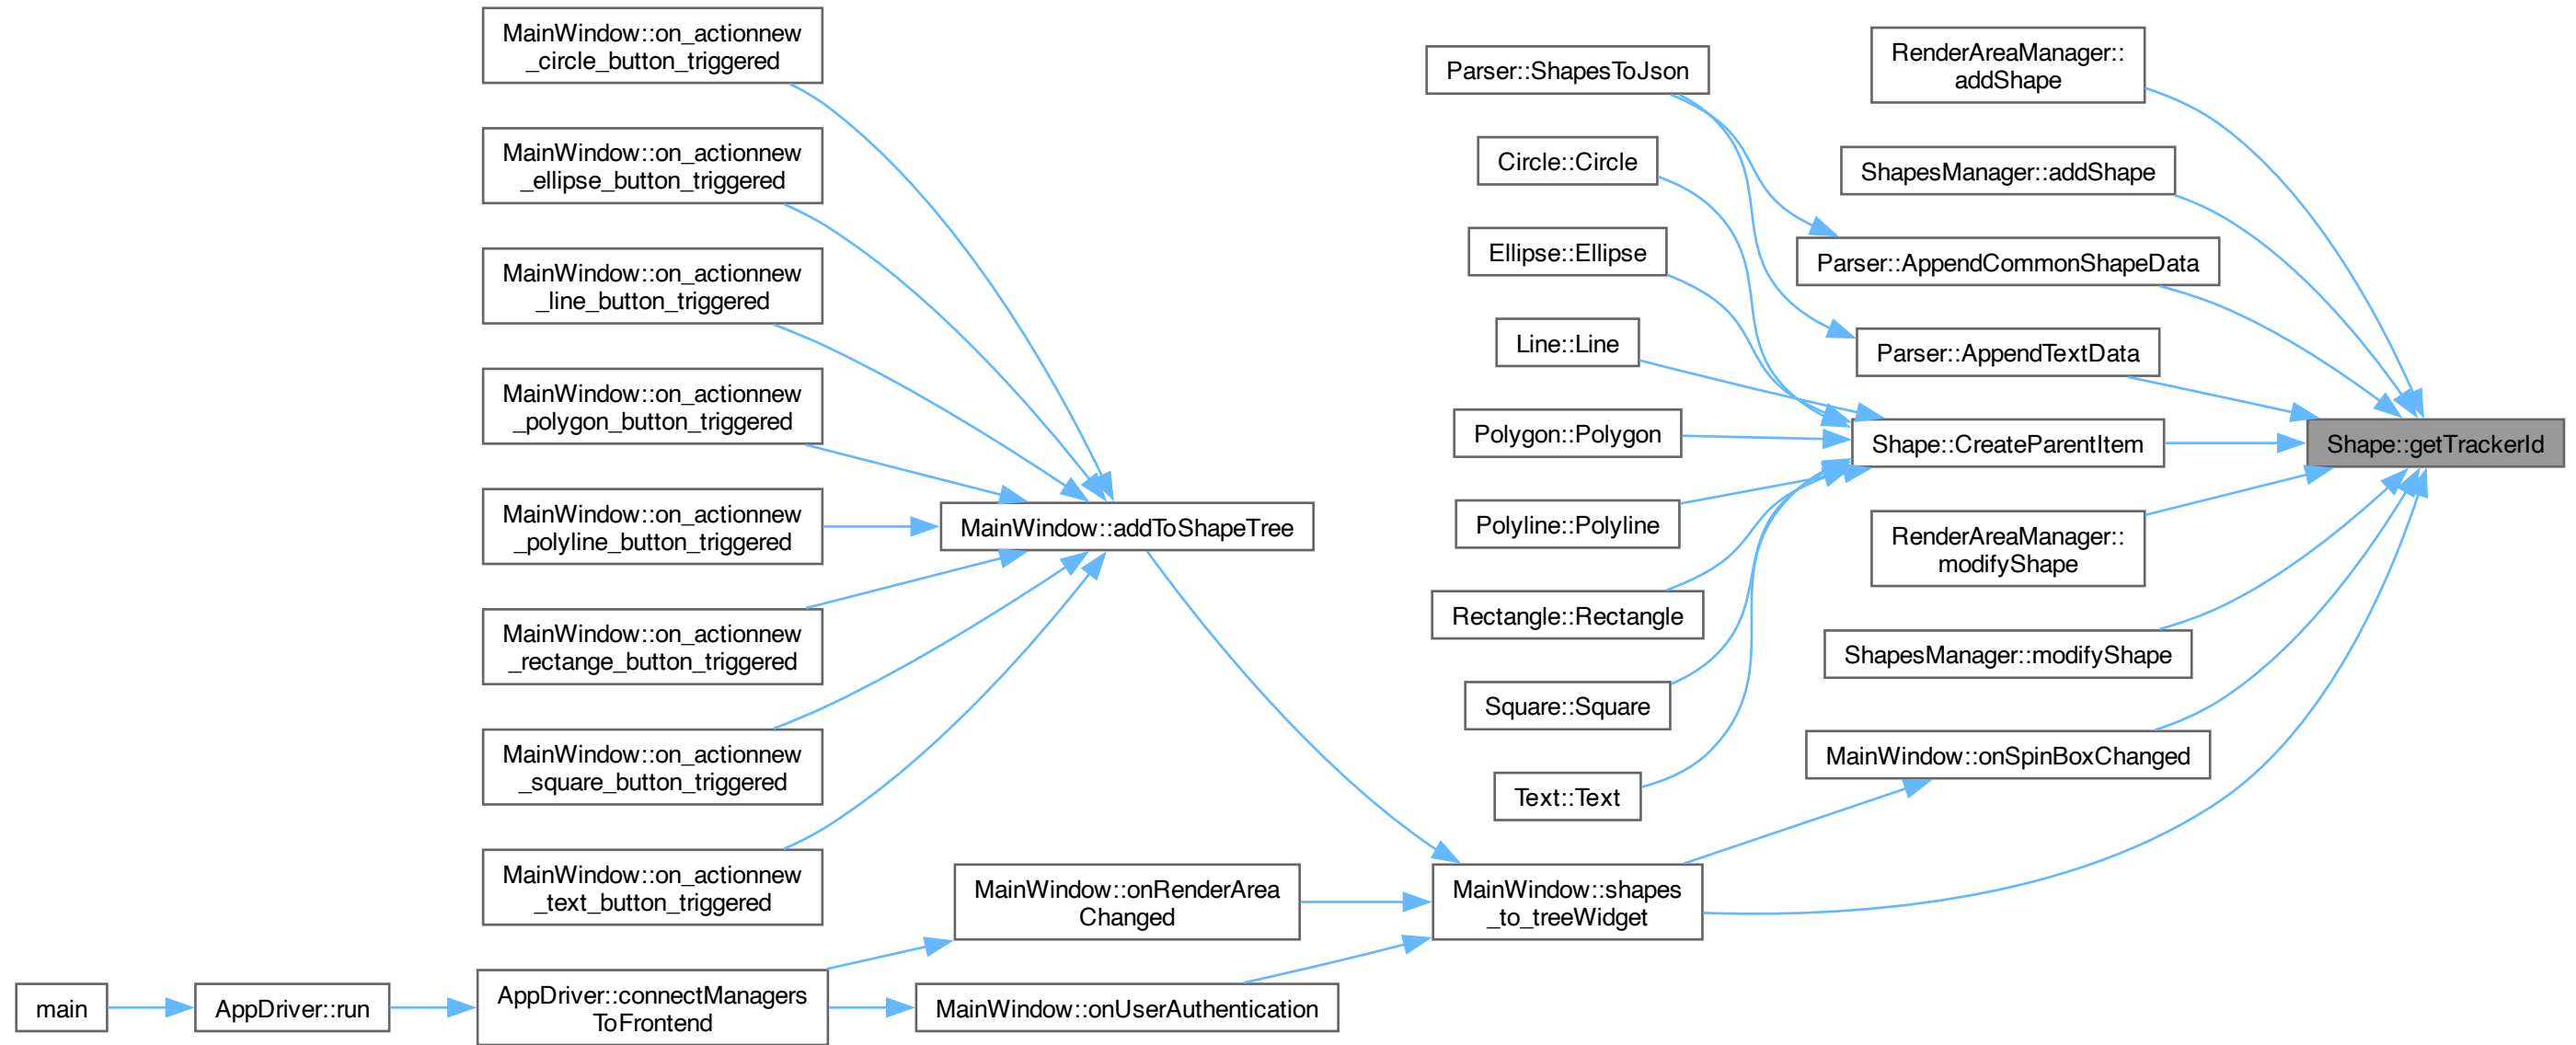 MainWindow::on_actionnew
_circle_button_triggered
MainWindow::on_actionnew
_ellipse_button_triggered
MainWindow::on_actionnew
_line_button_triggered
MainWindow::on_actionnew
_polygon_button_triggered
MainWindow::on_actionnew
_polyline_button_triggered
MainWindow::on_actionnew
_rectange_button_triggered
MainWindow::on_actionnew
_square_button_triggered
MainWindow::on_actionnew
_text_button_triggered
main
AppDriver::run
AppDriver::connectManagers
ToFrontend
MainWindow::addToShapeTree
MainWindow::onRenderArea
Changed
MainWindow::onUserAuthentication
Parser::ShapesToJson
Circle::Circle
Ellipse::Ellipse
Line::Line
Polygon::Polygon
Polyline::Polyline
Rectangle::Rectangle
Square::Square
Text::Text
MainWindow::shapes
_to_treeWidget
RenderAreaManager::
addShape
ShapesManager::addShape
Parser::AppendCommonShapeData
Parser::AppendTextData
Shape::CreateParentItem
RenderAreaManager::
modifyShape
ShapesManager::modifyShape
MainWindow::onSpinBoxChanged
Shape::getTrackerId